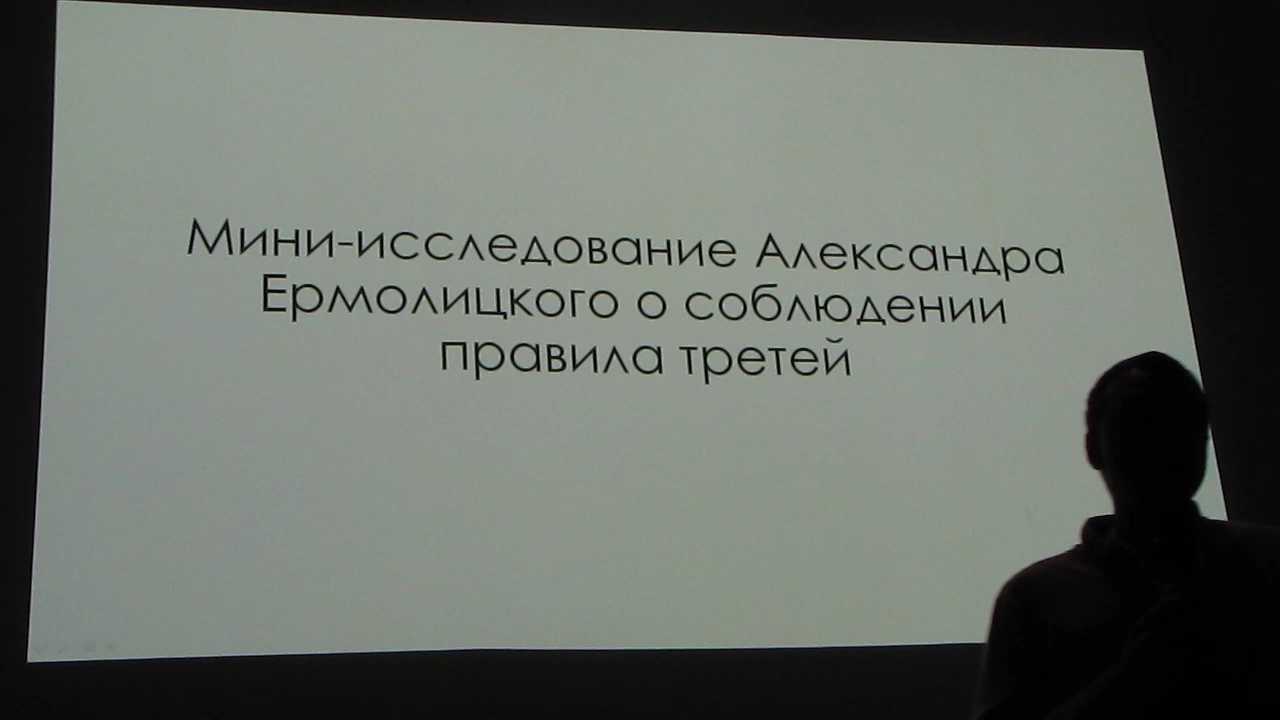 Мини-исследование Александра
Ермолицкого о соблюдении
правила третей